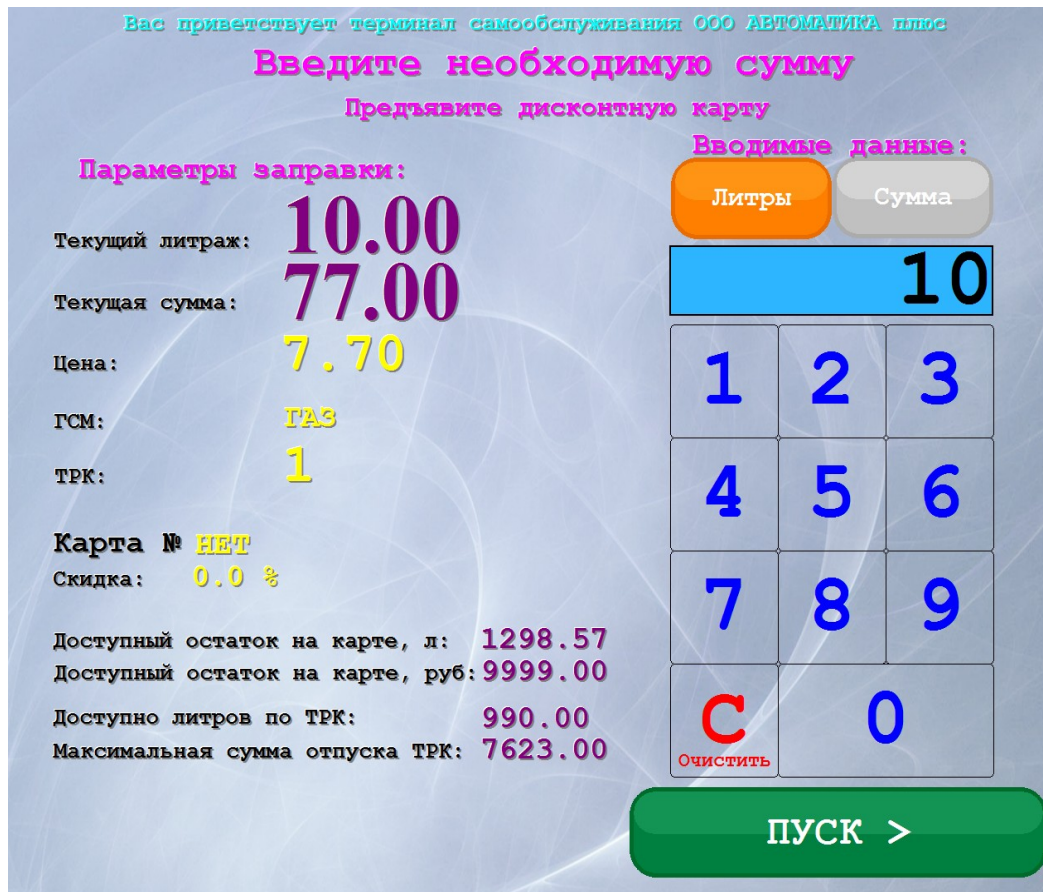 Вас приветствует терминал самообслуживания ООО АВТОМАТИКА плюс
Введите необходимую сумму
Предъявите дисконтную карту
Параметры заправки:
Текущий литраж: 10.00
Текущая сумма: 77.00
Цена: 7.70
ГСМ: ГАЗ
ТРК: 1
Карта № НЕТ
Скидка: 0.0 %
Доступный остаток на карте, л: 1298.57
Доступный остаток на карте, руб: 9999.00
Доступно литров по ТРК: 990.00
Максимальная сумма отпуска ТРК: 7623.00
Вводимые данные:
Литры Сумма
10
1 2 3
4 5 6
7 8 9
C 0
Очистить
ПУСК >